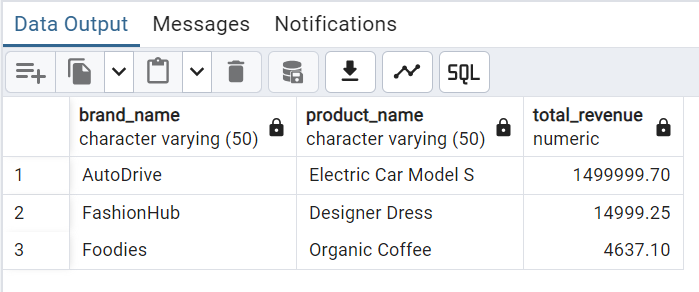 Data Output Messages Notifications
SQL
brand_name product_name total_revenue
character varying (50) character varying (50) numeric
1 AutoDrive Electric Car Model S 1499999.70
2 FashionHub Designer Dress 14999.25
3 Foodies Organic Coffee 4637.10